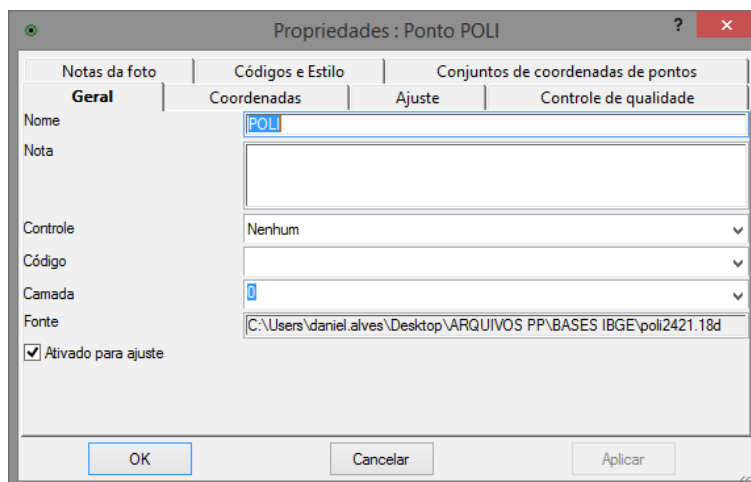 Propriedades : Ponto POLI
?
×
Notas da foto
Códigos e Estilo
Conjuntos de coordenadas de pontos
Geral
Coordenadas
Ajuste
Controle de qualidade
Nome
POLI
Nota
Controle
Nenhum
Código
Camada
0
Fonte
C:\Users\daniel.alves\Desktop\ARQUIVOS PP\BASES IBGE\poli2421.18d
Ativado para ajuste
OK
Cancelar
Aplicar